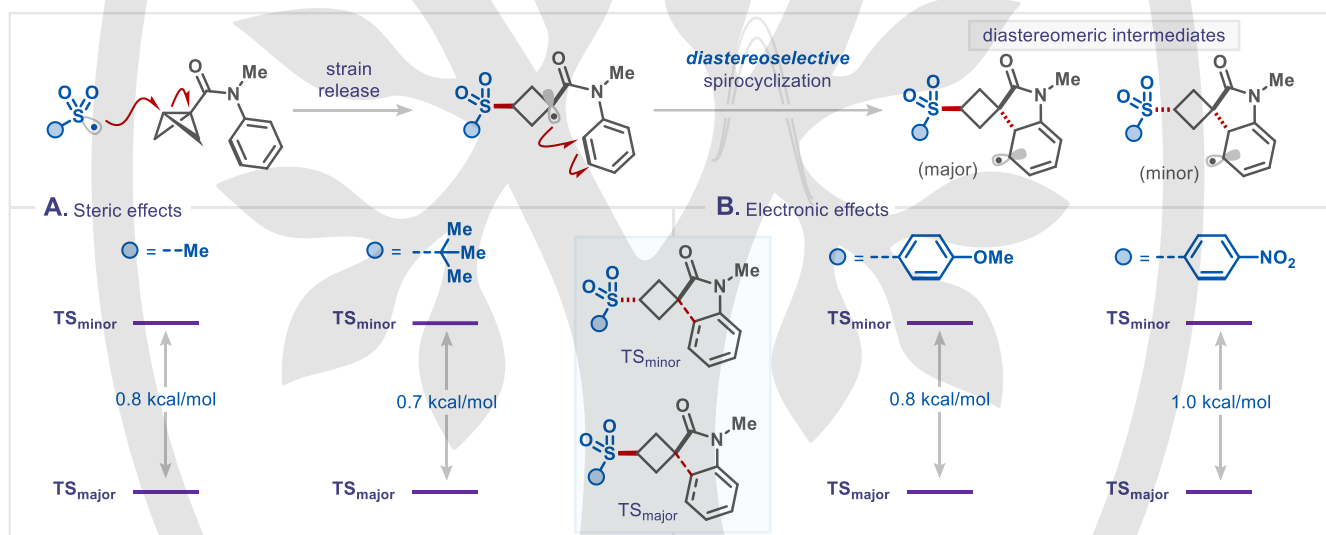 diastereomeric intermediates
strain
release
diastereoselective
spirocyclization
O
Me
N
O O
S
O
Me
N
O O
S
O
Me
N
O O
S
(major)
O
Me
N
O O
S
(minor)
A. Steric effects
B. Electronic effects
= --Me
= Me
Me
Me
= OMe
= NO2
TSminor
TSminor
TSminor
TSminor
0.8 kcal/mol
0.7 kcal/mol
0.8 kcal/mol
1.0 kcal/mol
TSmajor
TSmajor
TSmajor
TSmajor
O
Me
N
O O
S
TSminor
O
Me
N
O O
S
TSmajor